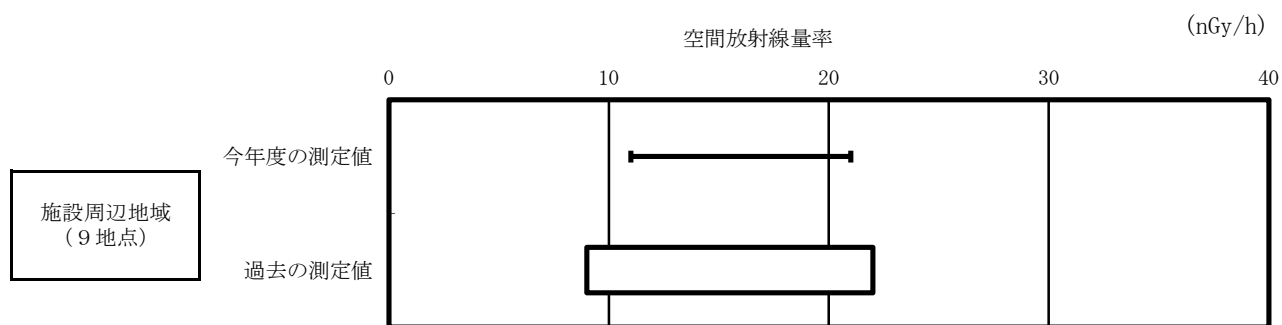 (nGy/h)
空間放射線量率
0 10 20 30 40
今年度の測定値
施設周辺地域
(９地点)
過去の測定値